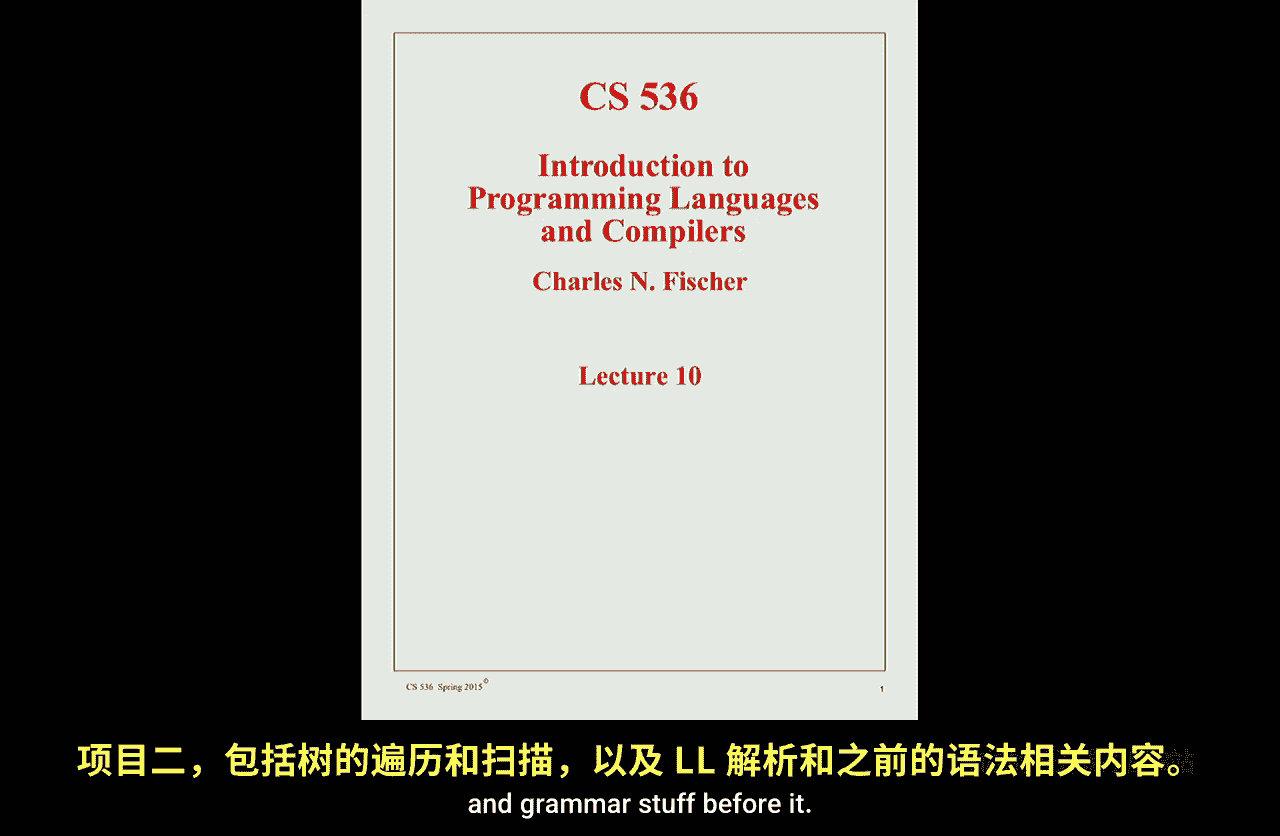 CS 536
Introduction to
Programming Languages
and Compilers
Charles N. Fischer
Lecture 10
CS 536 Spring 2015©
1
项目二，包括树的遍历和扫描，以及 LL 解析和之前的语法相关内容。
and grammar stuff before it.